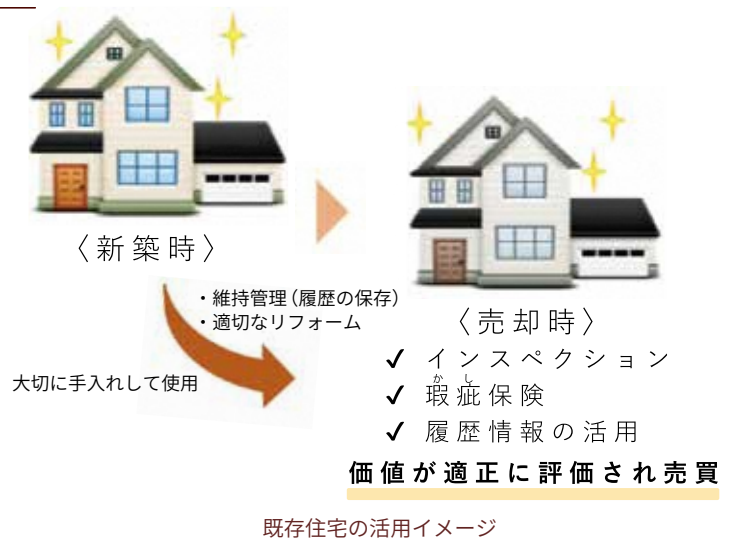 〈新築時〉
・維持管理(履歴の保存)
・適切なリフォーム
大切に手入れして使用
〈売却時〉
✓ インスペクション
✓ 瑕疵保険
かし
✓ 履歴情報の活用
価値が適正に評価され売買
既存住宅の活用イメージ